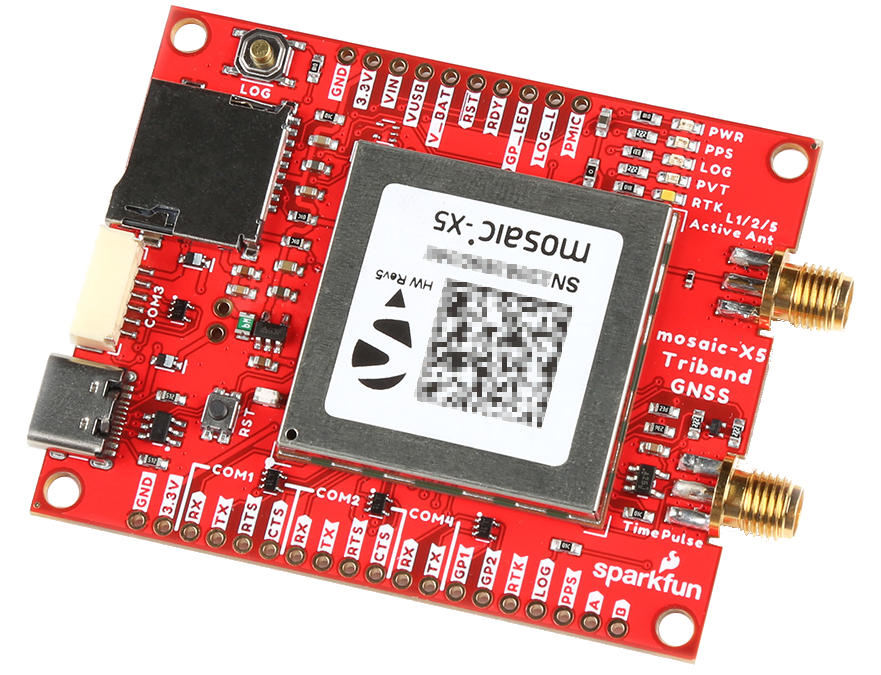 LOG
GND
3.3V
VIN
VUSB
V_BAT
RST
RDY
GP_LED
LOG_L
PMIC
PWR
PPS
LOG
PVT
RTK
L1/2/5
Active Ant
mosaic-X5
SN
HW Rev5
COM3
mosaic-X5
Triband
GNSS
RST
COM1
COM2
COM4
TimePulse
sparkfun
GND
3.3V
RX
TX
RTS
CTS
RX
TX
RTS
CTS
RX
TX
GP1
GP2
RTK
LOG
PPS
A
B